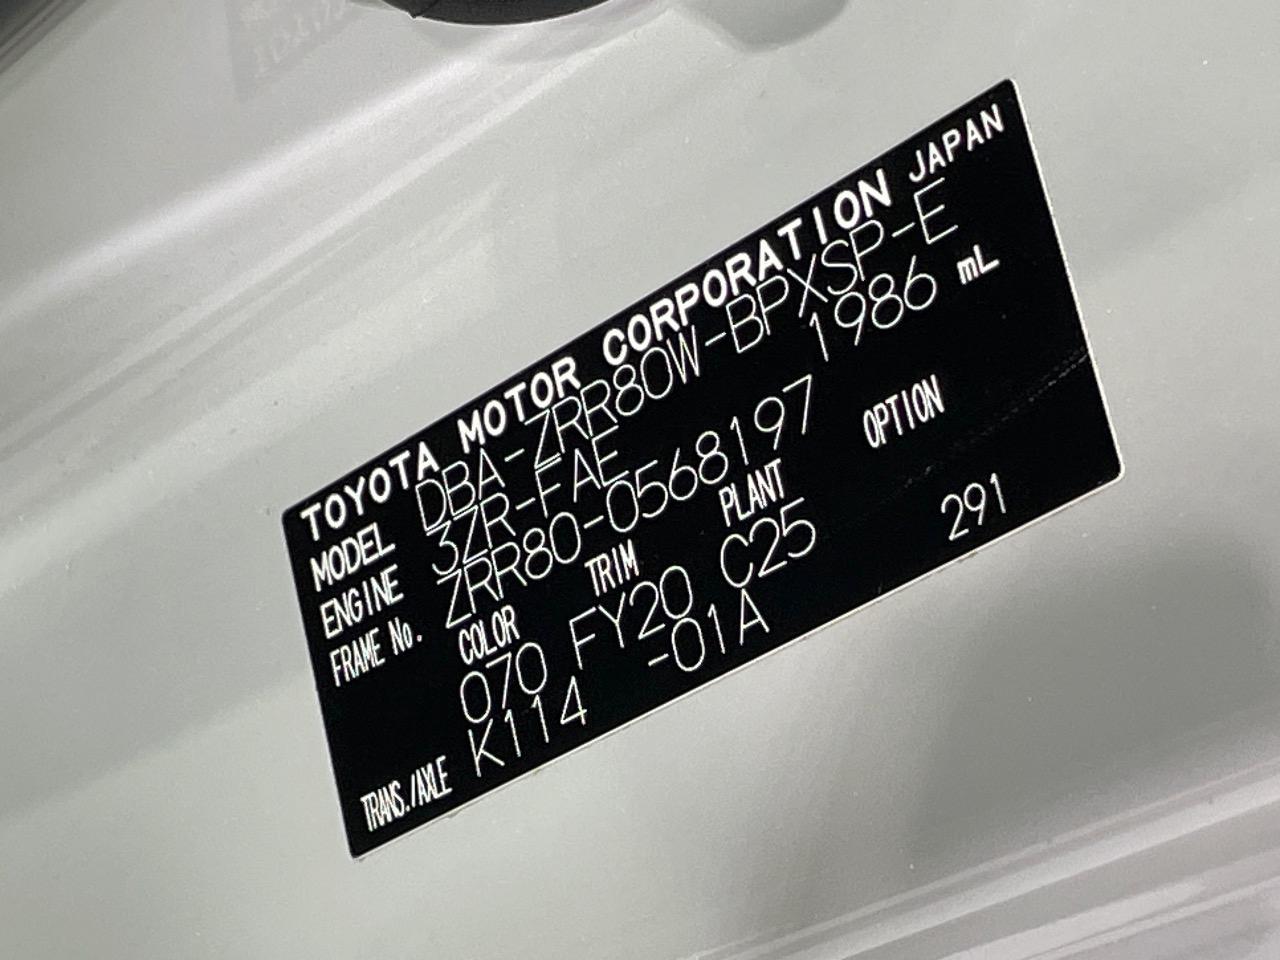 TOYOTA MOTOR CORPORATION JAPAN
MODEL DBA-ZRR80W-BPXSP-E
ENGINE 3ZR-FAE 1986 mL
FRAME No. ZRR80-0568197
COLOR TRIM PLANT OPTION
070 FY20 C25 291
TRANS./AXLE K114 -01A